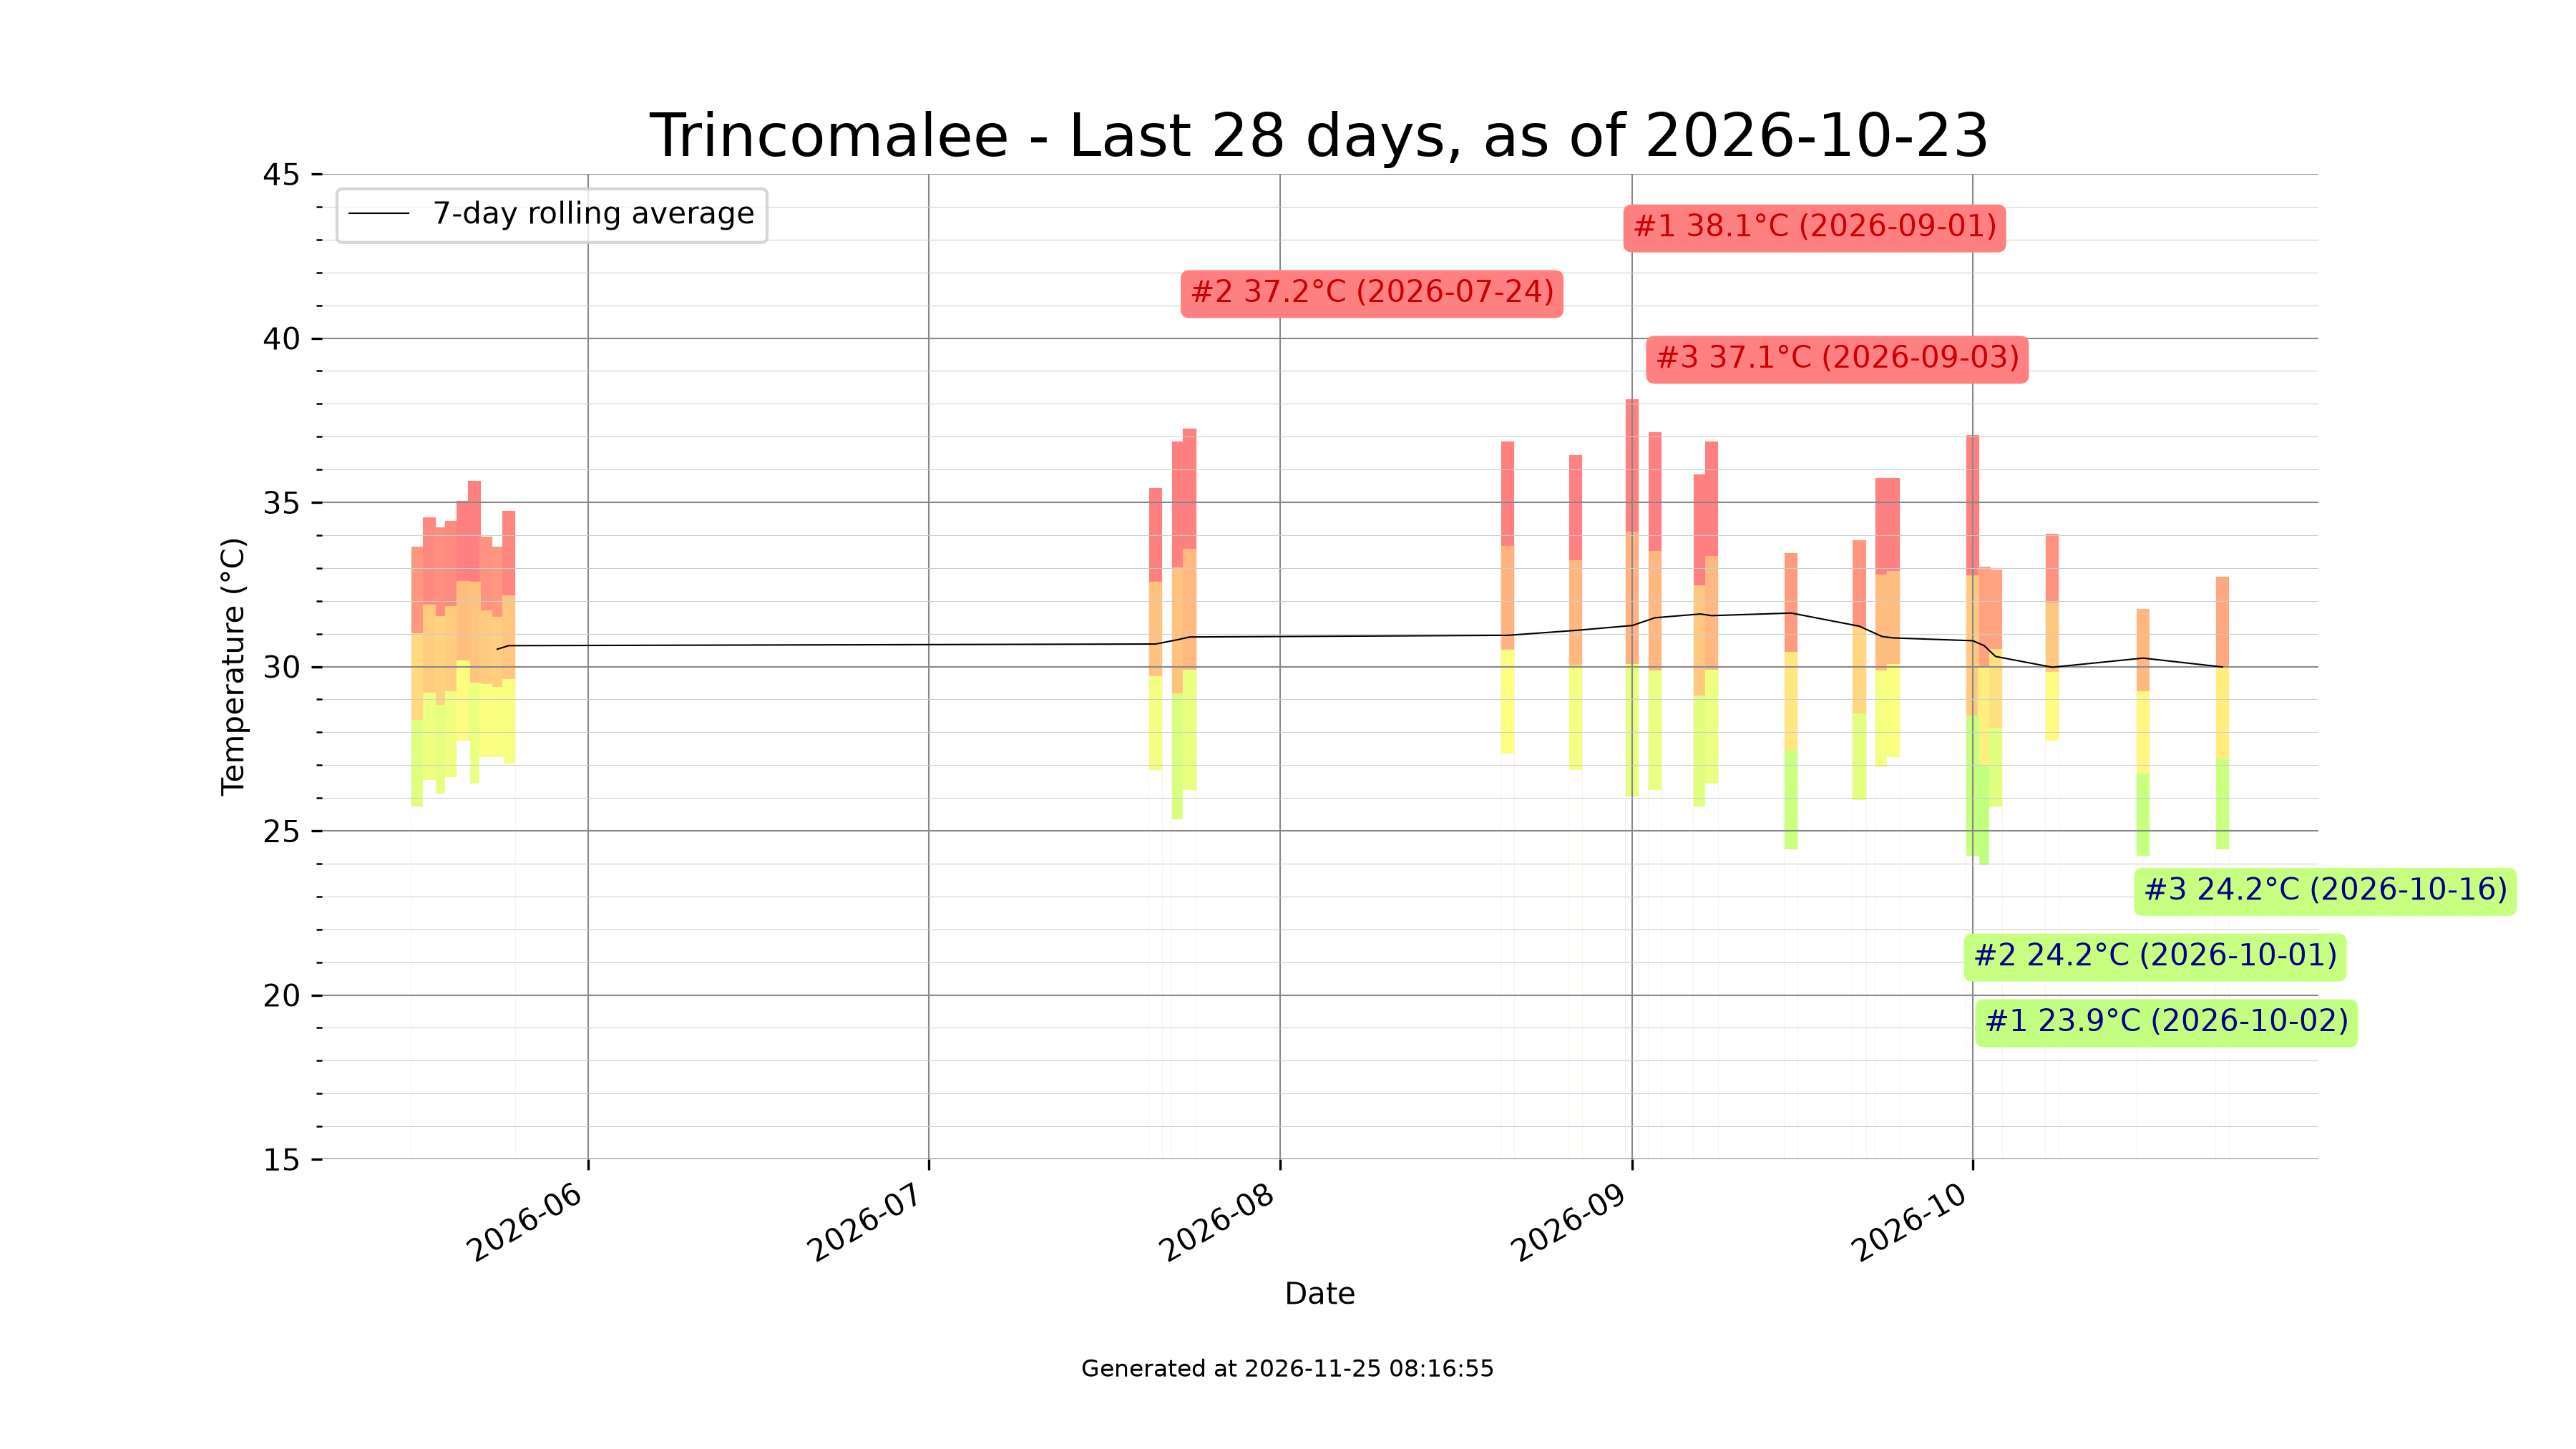 Trincomalee - Last 28 days, as of 2026-10-23
45
40
35
30
25
20
15
Temperature (°C)
7-day rolling average
#1 38.1°C (2026-09-01)
#2 37.2°C (2026-07-24)
#3 37.1°C (2026-09-03)
#3 24.2°C (2026-10-16)
#2 24.2°C (2026-10-01)
#1 23.9°C (2026-10-02)
2026-06
2026-07
2026-08
2026-09
2026-10
Date
Generated at 2026-11-25 08:16:55